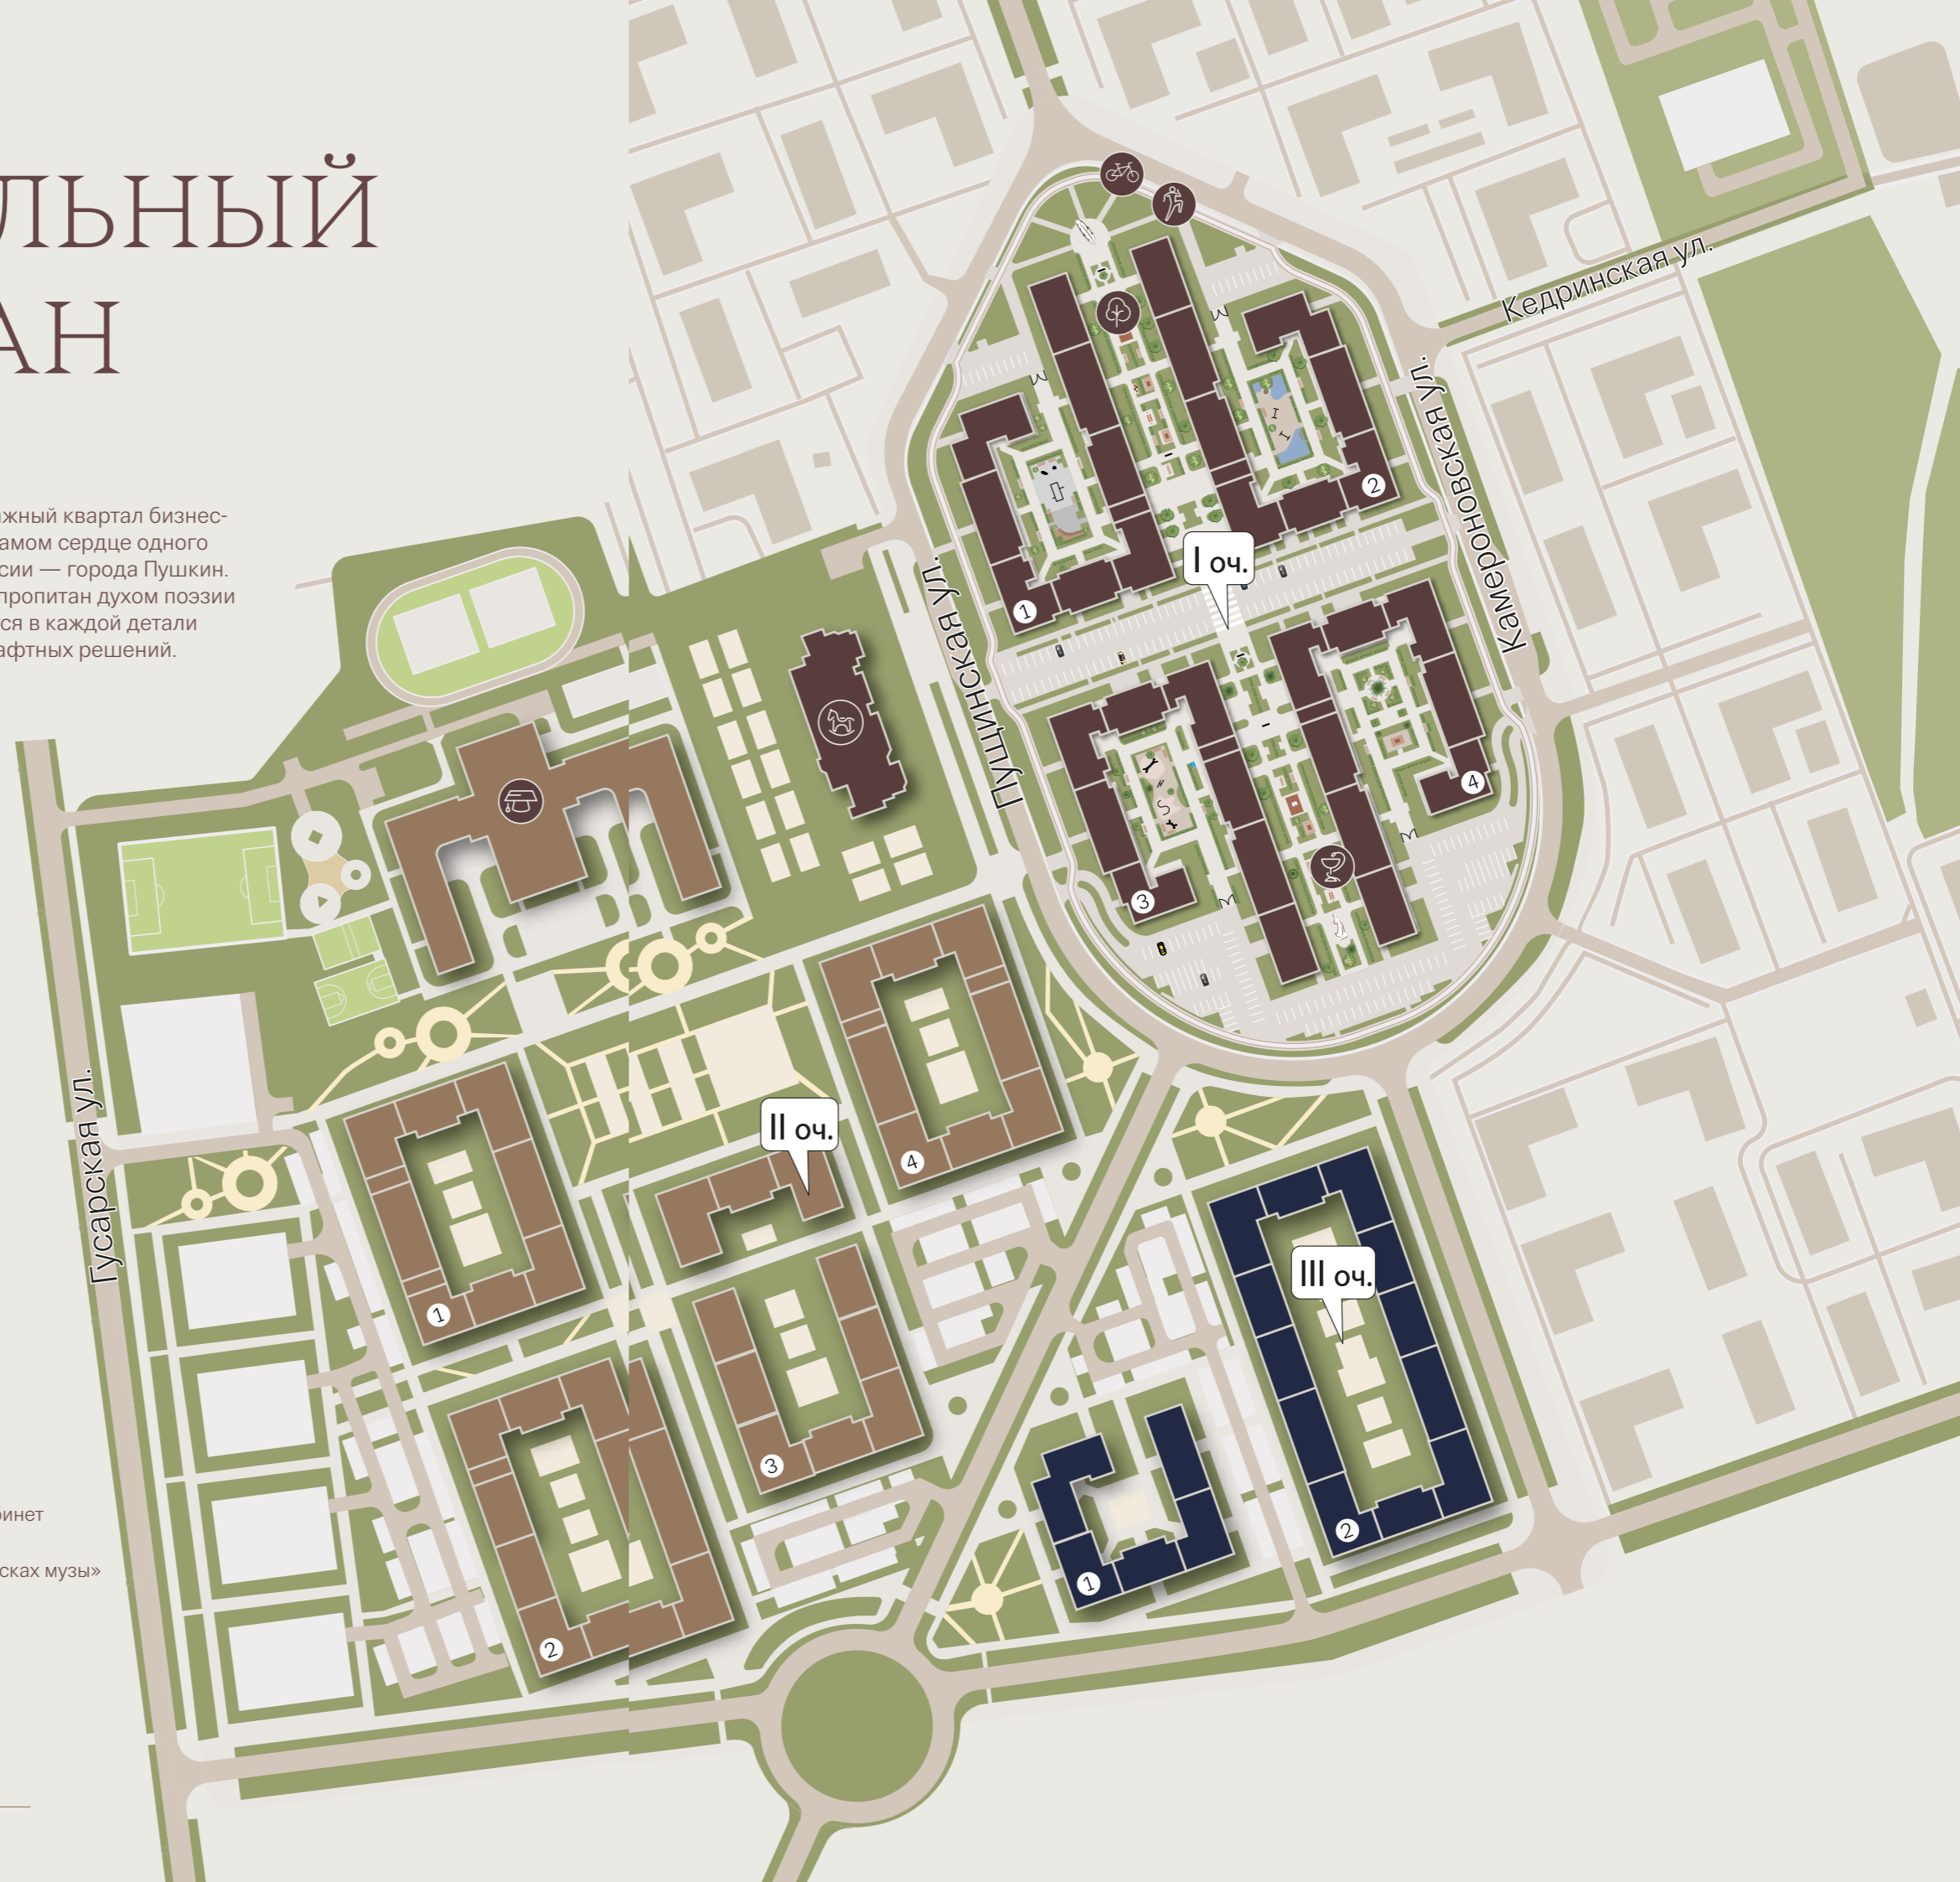 ЛЬНЫЙ
АН
жный квартал бизнес-
амом сердце одного
сии — города Пушкин.
пропитан духом поэзии
ся в каждой детали
афтных решений.
Кедринская ул.
Камероновская ул.
Пушинская ул.
Гусарская ул.
I оч.
1
2
3
4
II оч.
1
2
3
4
III оч.
1
2
бинет
сках музы»